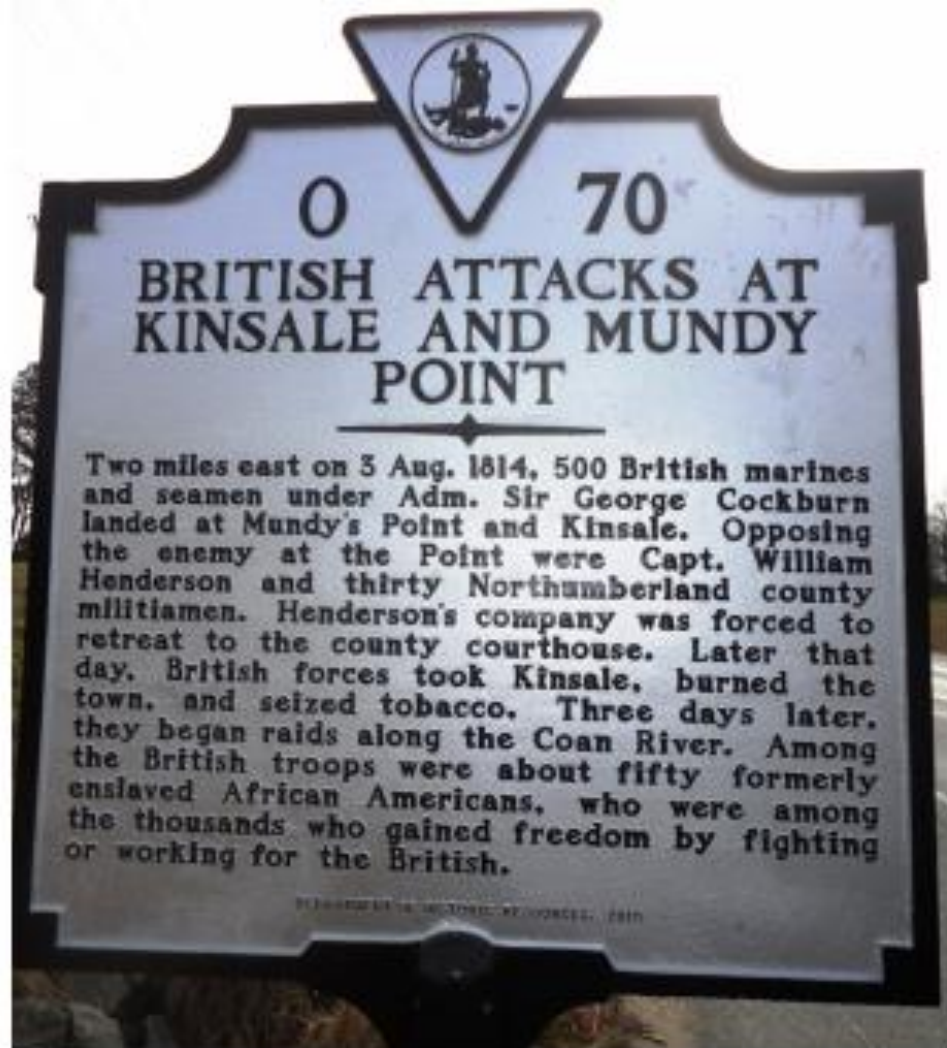 O 70
BRITISH ATTACKS AT
KINSALE AND MUNDY
POINT
Two miles east on 3 Aug. 1814, 500 British marines
and seamen under Adm. Sir George Cockburn
landed at Mundy's Point and Kinsale. Opposing
the enemy at the Point were Capt. William
Henderson and thirty Northumberland county
militiamen. Henderson's company was forced to
retreat to the county courthouse. Later that
day, British forces took Kinsale, burned the
town, and seized tobacco. Three days later,
they began raids along the Coan River. Among
the British troops were about fifty formerly
enslaved African Americans, who were among
the thousands who gained freedom by fighting
or working for the British.